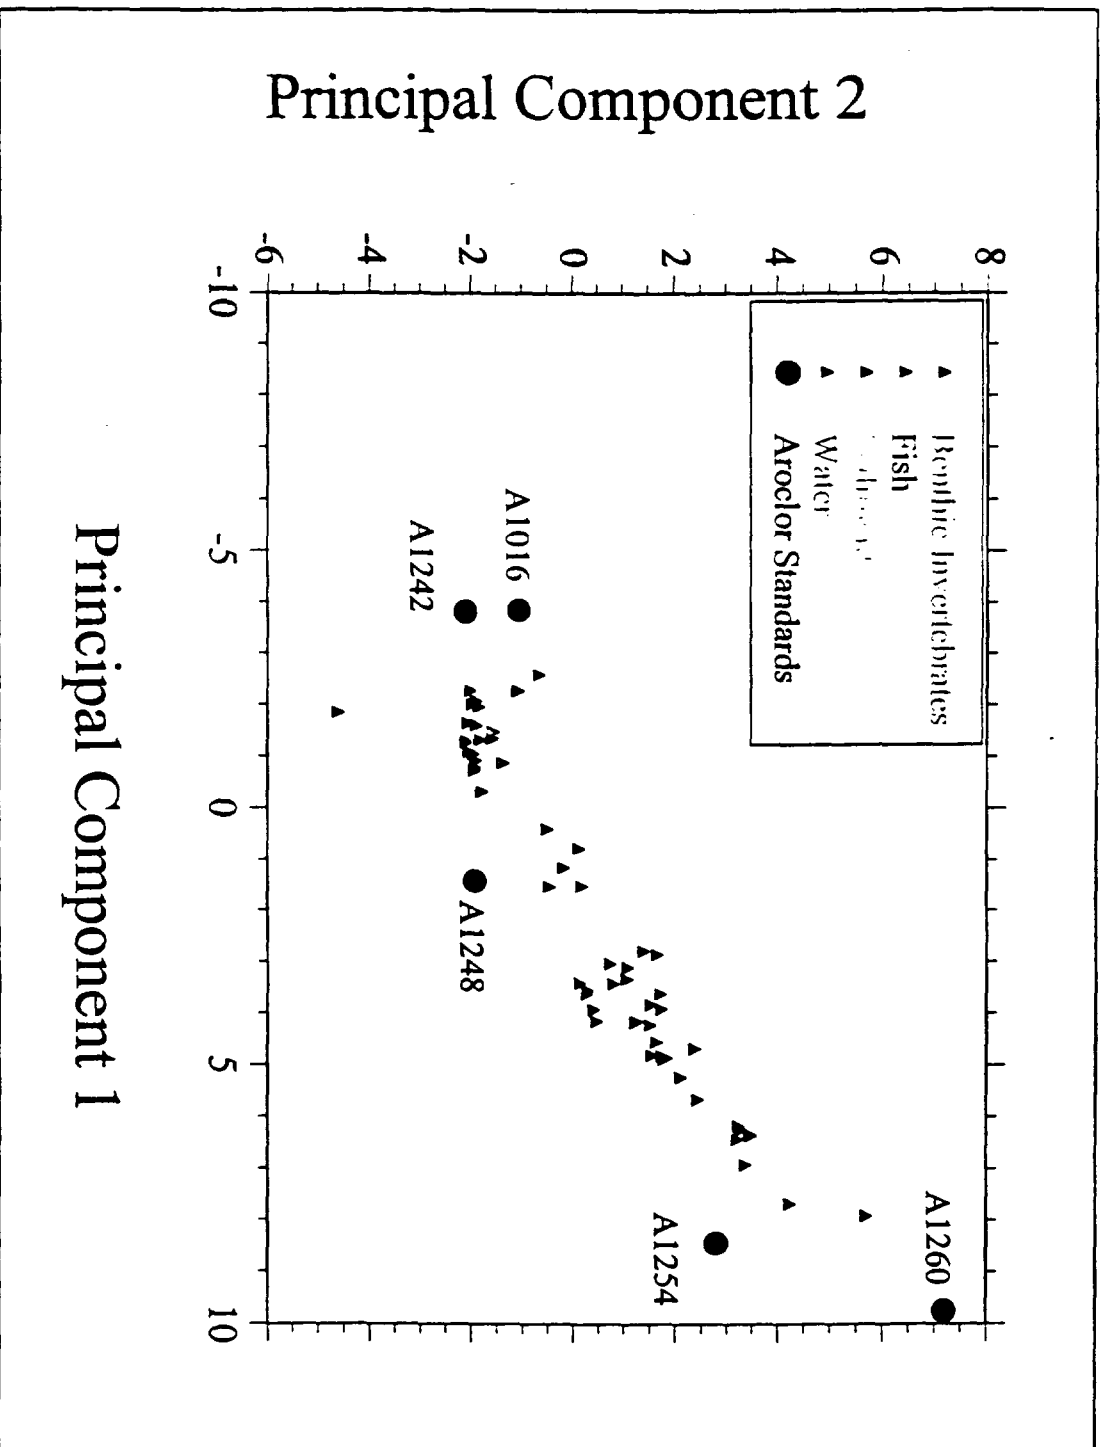 Principal Component 2
8
6
4
2
0
-2
-4
-6
-10
-5
0
5
10
Benthic Invertebrates
Fish
Water
Aroclor Standards
A1016
A1242
A1248
A1254
A1260
Principal Component 1